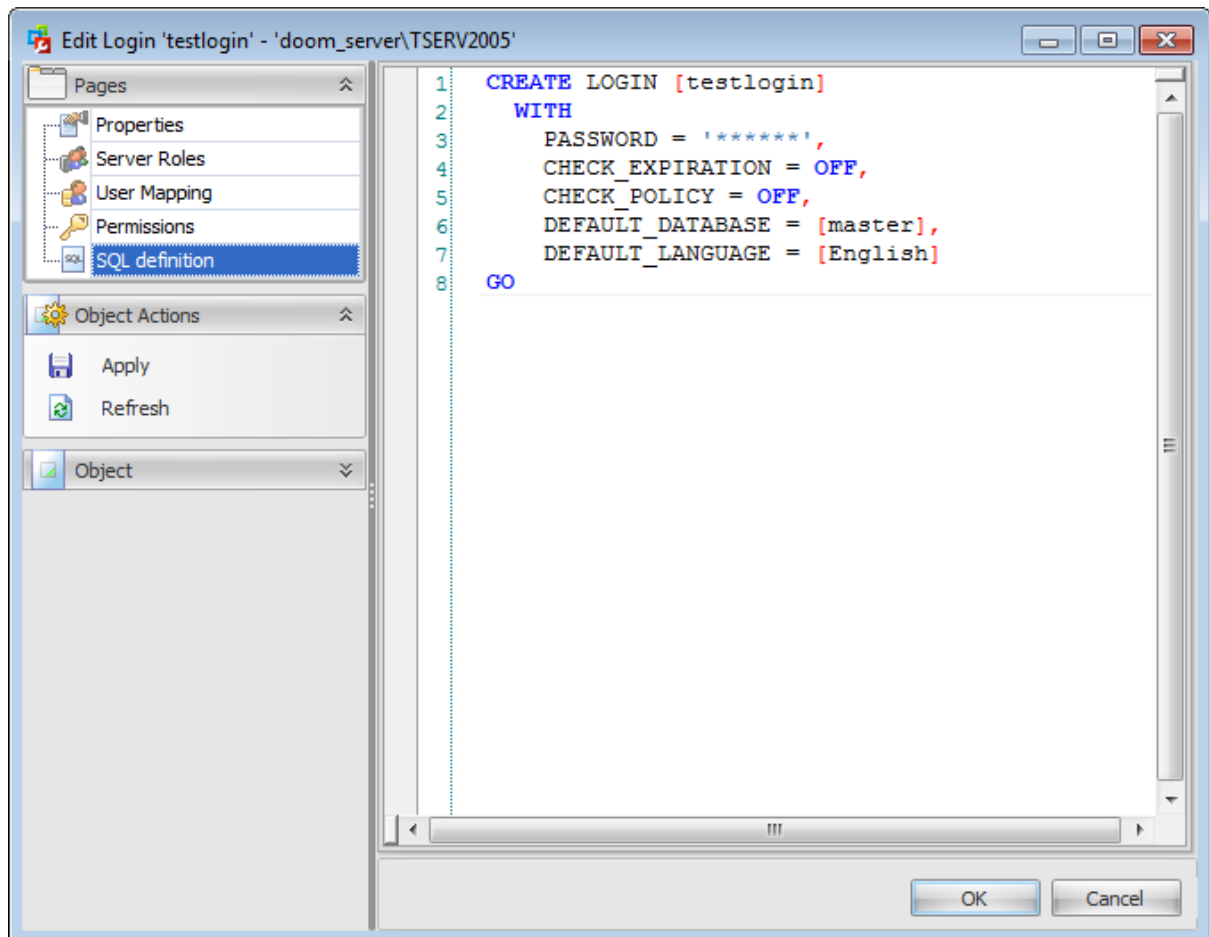 Edit Login 'testlogin' - 'doom_server\TSERV2005'
Pages
Properties
Server Roles
User Mapping
Permissions
SQL
SQL definition
Object Actions
Apply
Refresh
Object
1 CREATE LOGIN [testlogin]
2 WITH
3 PASSWORD = '******',
4 CHECK_EXPIRATION = OFF,
5 CHECK_POLICY = OFF,
6 DEFAULT_DATABASE = [master],
7 DEFAULT_LANGUAGE = [English]
8 GO
OK
Cancel